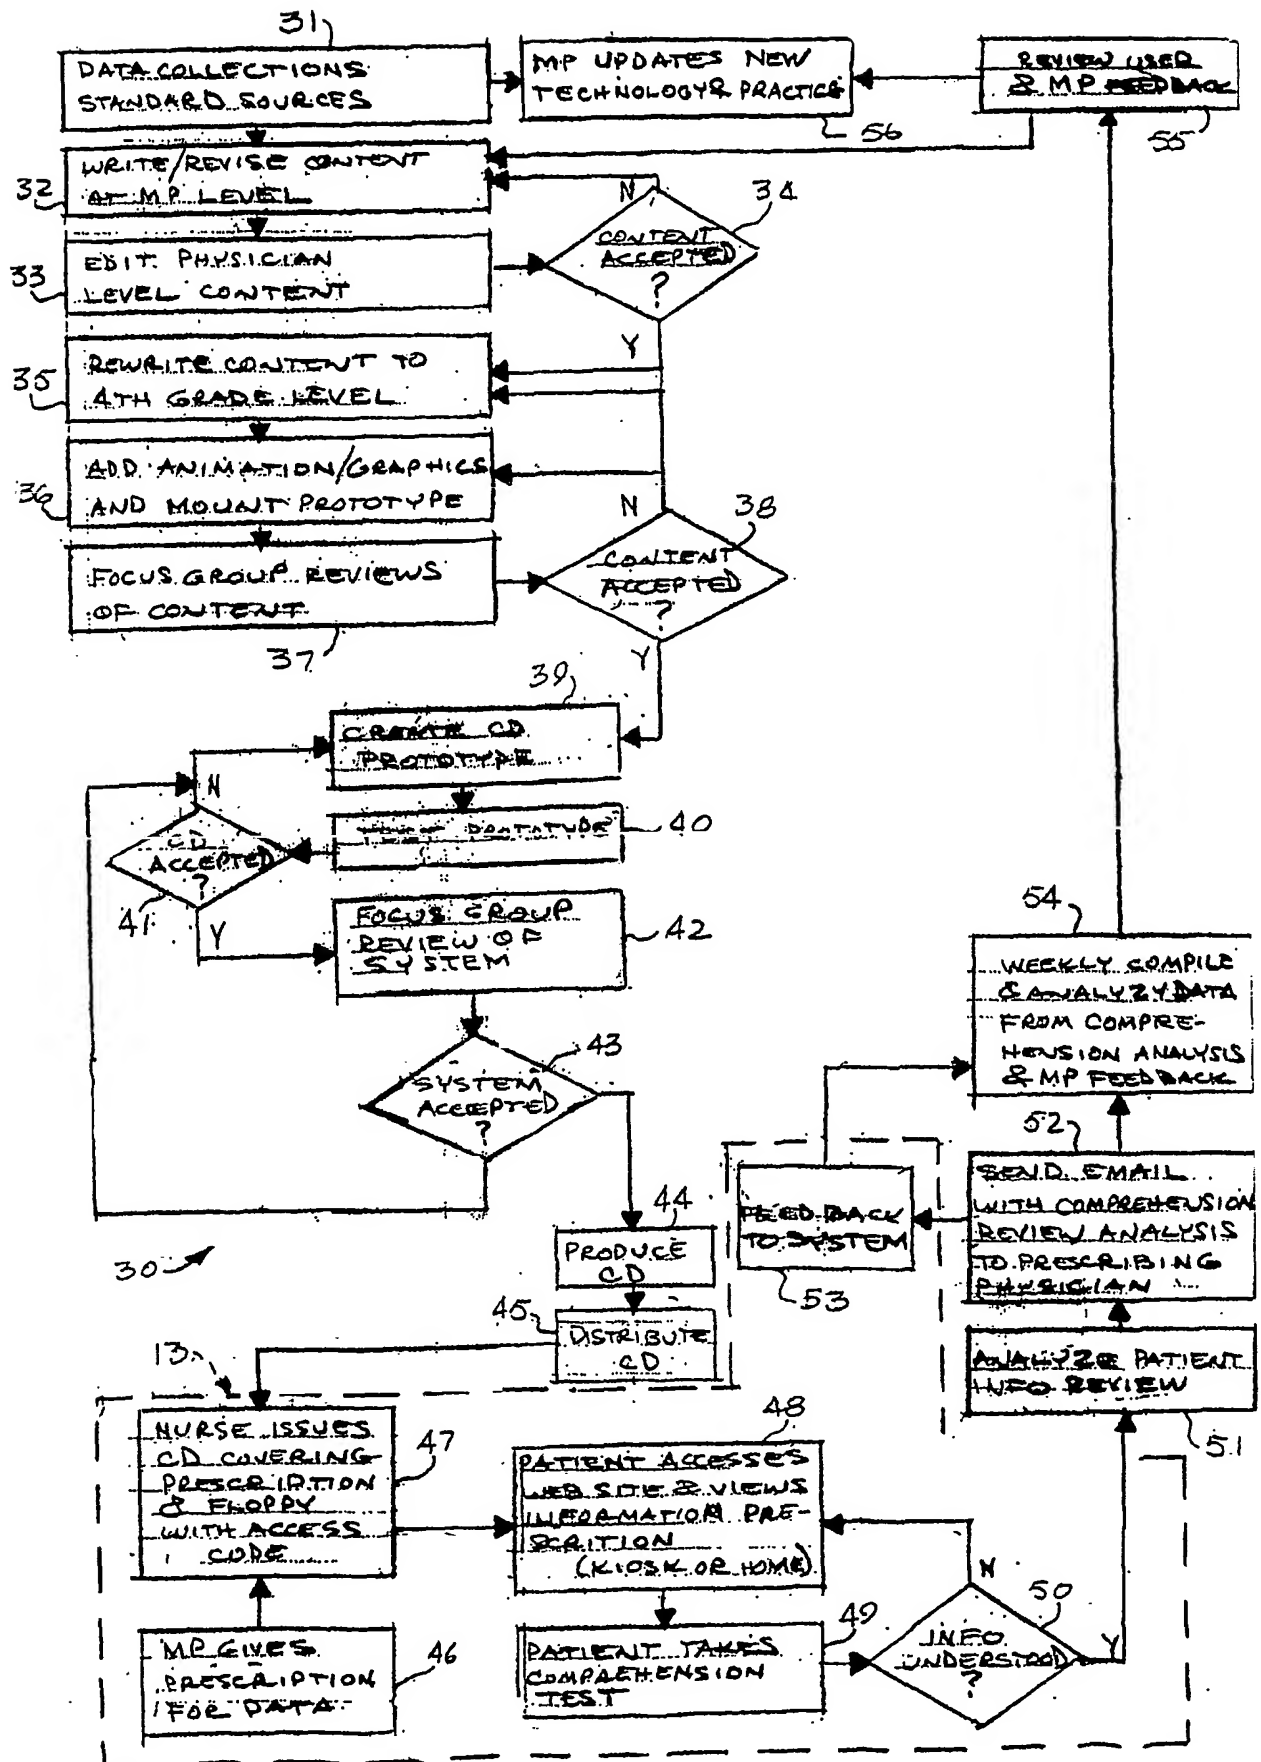 31
DATA COLLECTIONS
STANDARD SOURCES
MP UPDATES NEW
TECHNOLOGY & PRACTICE
56
REVIEW USER
& MP FEEDBACK
55
WRITE/REVISE CONTENT
AT MP LEVEL
32
N
34
CONTENT
ACCEPTED
?
EDIT PHYSICIAN
LEVEL CONTENT
33
Y
REWRITE CONTENT TO
4TH GRADE LEVEL
35
ADD ANIMATION/GRAPHICS
AND MOUNT PROTOTYPE
36
N
38
CONTENT
ACCEPTED
?
FOCUS GROUP REVIEWS
OF CONTENT
37
Y
39
CREATE CD
PROTOTYPE
N
40
CD
ACCEPTED
?
41
Y
FOCUS GROUP
REVIEW OF
SYSTEM
42
43
SYSTEM
ACCEPTED
?
54
WEEKLY COMPILE
& ANALYZY DATA
FROM COMPRE-
HENSION ANALYSIS
& MP FEEDBACK
52
SEND EMAIL
WITH COMPREHENSION
REVIEW ANALYSIS
TO PRESCRIBING
PHYSICIAN
FEEDBACK
TO SYSTEM
53
44
PRODUCE
CD
30
45
DISTRIBUTE
CD
13
ANALYZE PATIENT
INFO REVIEW
51
NURSE ISSUES
CD COVERING
PRESCRIPTION
& FLOPPY
WITH ACCESS
CODE
47
48
PATIENT ACCESSES
WEB SITE & VIEWS
INFORMATION PRE-
SCRITION
(KIOSK OR HOME)
N
50
INFO
UNDERSTOOD
?
Y
MP GIVES
PRESCRIPTION
FOR DATA
46
49
PATIENT TAKES
COMPREHENSION
TEST